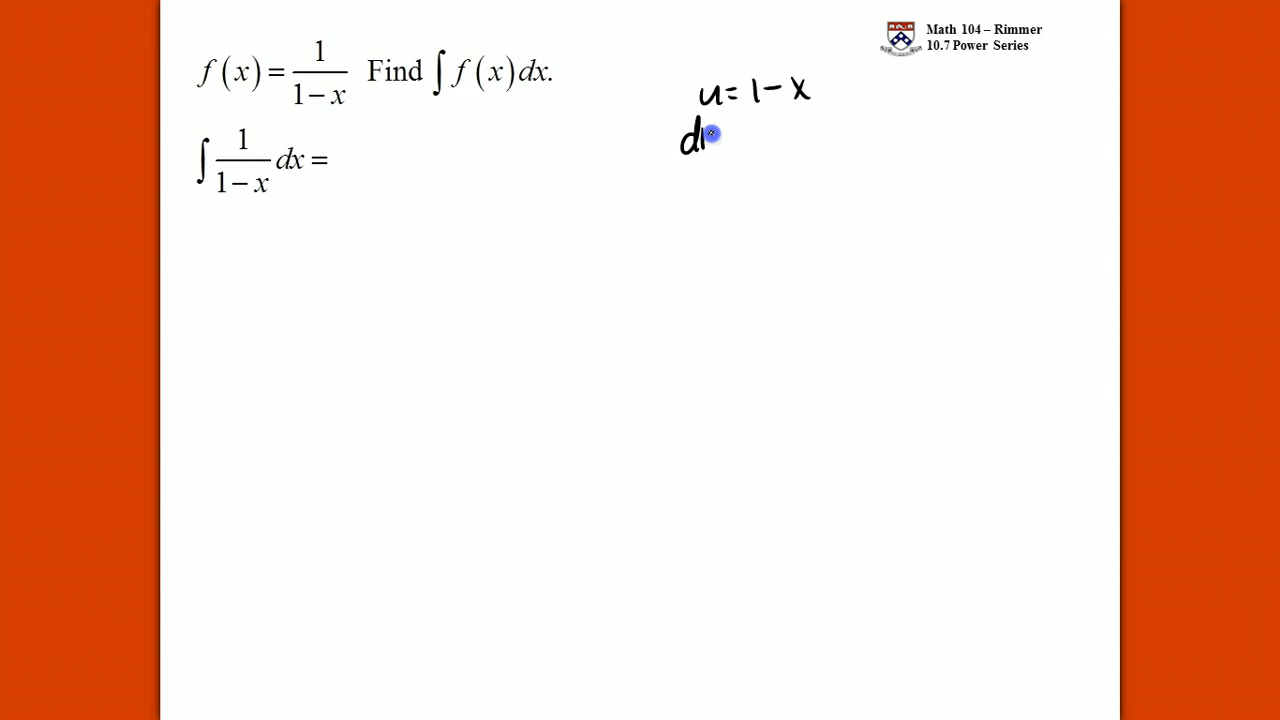 Math 104 – Rimmer
10.7 Power Series
f(x) = 1/(1−x) Find ∫ f(x)dx.
u = 1 − x
∫ 1/(1−x) dx =